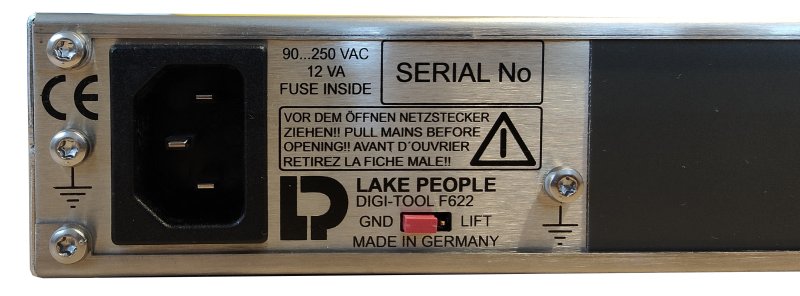 CE
90...250 VAC
12 VA
FUSE INSIDE
SERIAL No
VOR DEM ÖFFNEN NETZSTECKER
ZIEHEN!! PULL MAINS BEFORE
OPENING!! AVANT D´OUVRIER
RETIREZ LA FICHE MALE!!
LAKE PEOPLE
DIGI-TOOL F622
GND LIFT
MADE IN GERMANY